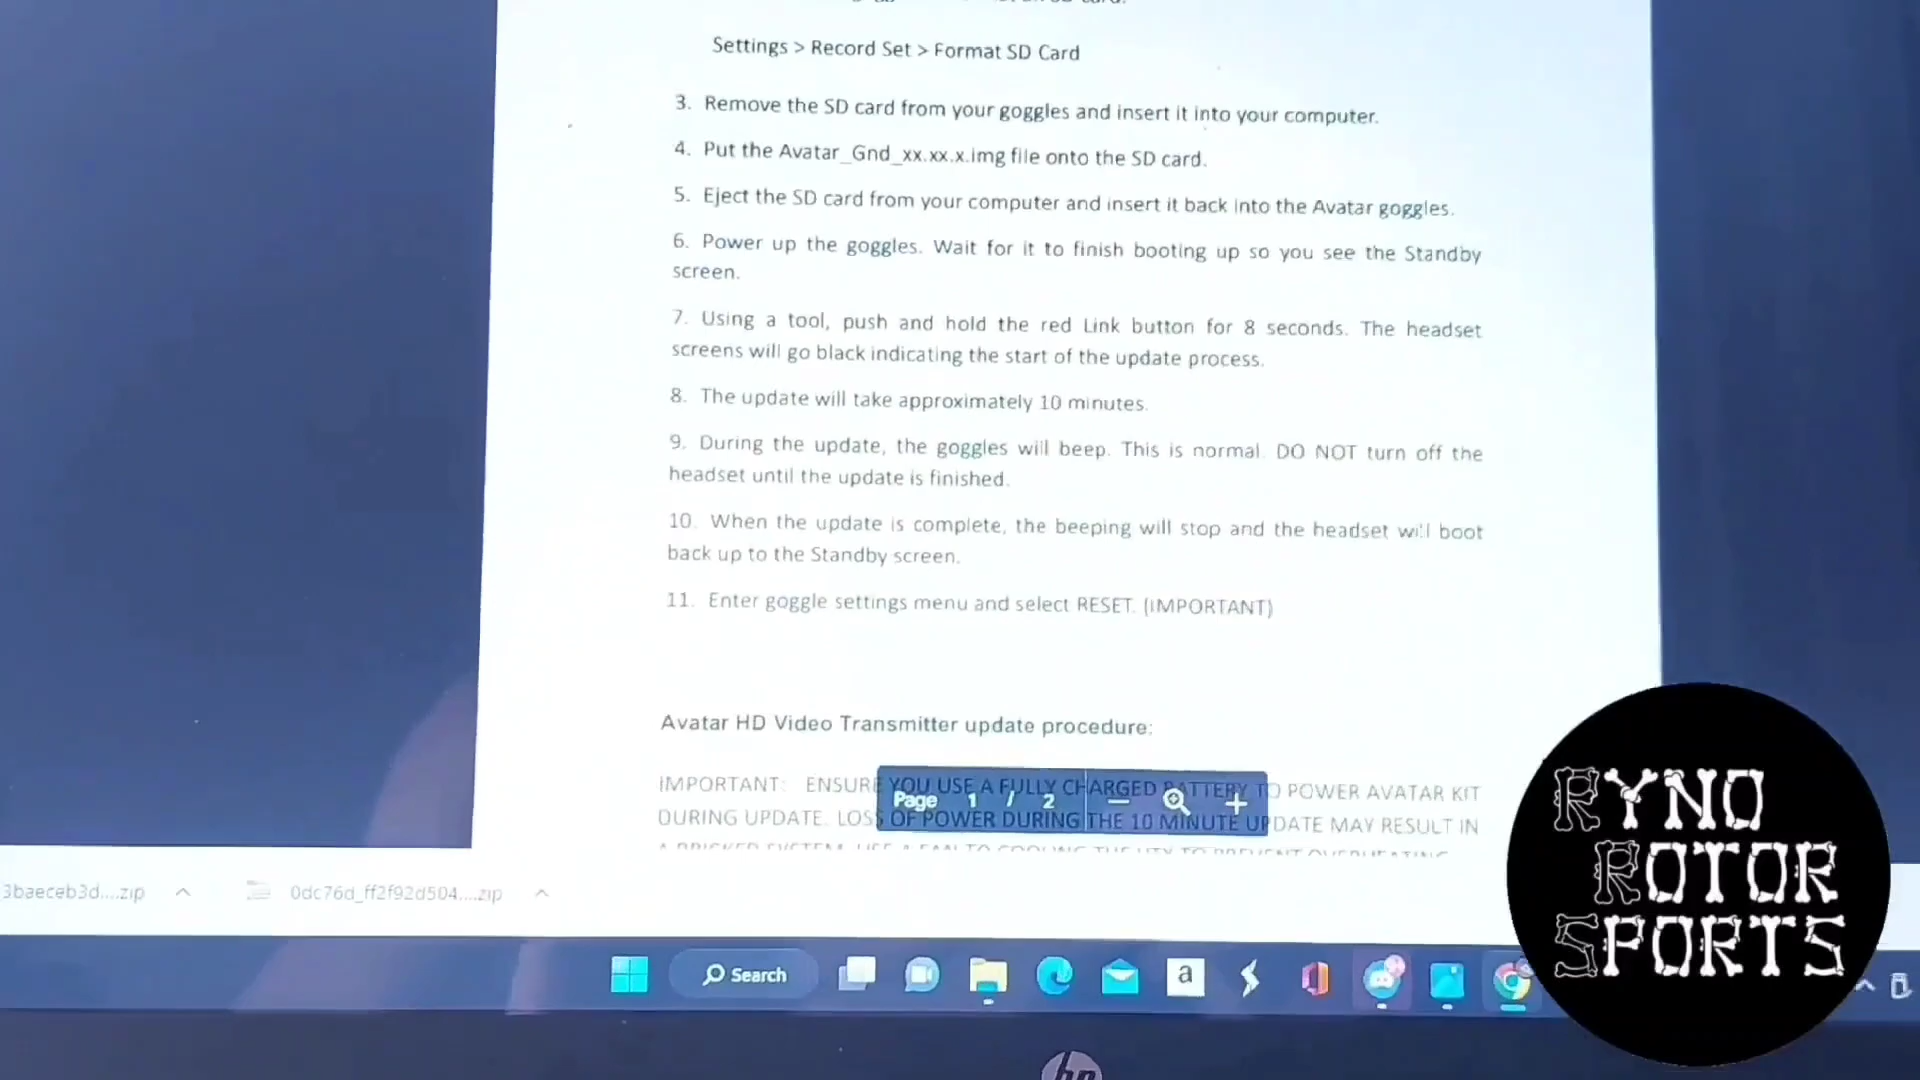 Settings > Record Set > Format SD Card
3. Remove the SD card from your goggles and insert it into your computer.
4. Put the Avatar_Gnd_xx.xx.x.img file onto the SD card.
5. Eject the SD card from your computer and insert it back into the Avatar goggles.
6. Power up the goggles. Wait for it to finish booting up so you see the Standby
screen.
7. Using a tool, push and hold the red Link button for 8 seconds. The headset
screens will go black indicating the start of the update process.
8. The update will take approximately 10 minutes.
9. During the update, the goggles will beep. This is normal. DO NOT turn off the
headset until the update is finished.
10. When the update is complete, the beeping will stop and the headset will boot
back up to the Standby screen.
11. Enter goggle settings menu and select RESET. (IMPORTANT)
Avatar HD Video Transmitter update procedure:
IMPORTANT: ENSURE YOU USE A FULLY CHARGED BATTERY TO POWER AVATAR KIT
Page 1 / 2
DURING UPDATE. LOSS OF POWER DURING THE 10 MINUTE UPDATE MAY RESULT IN
3baeceb3d....zip
0dc76d_ff2f92d504....zip
Search
a
hp
RYNO
ROTOR
SPORTS